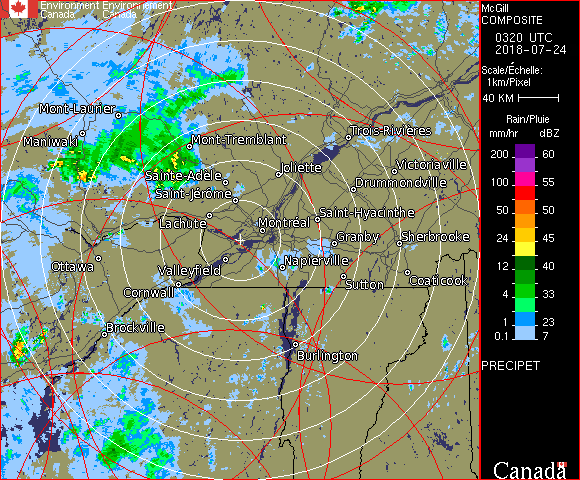 Environment Environnement
Canada Canada
McGill
COMPOSITE
0320 UTC
2018-07-24
Scale/Échelle:
1km/Pixel
40 KM
Rain/Pluie
mm/hr dBZ
200 60
100 55
50 50
24 45
12 40
4 33
1 23
0.1 7
PRECIPET
Mont-Laurier
Maniwaki
Mont-Tremblant
Trois-Rivières
Sainte-Adèle
Joliette
Victoriaville
Saint-Jérôme
Drummondville
Lachute
Montréal
Saint-Hyacinthe
Granby
Sherbrooke
Ottawa
Valleyfield
Napierville
Cornwall
Sutton
Coaticook
Brockville
Burlington
Canada